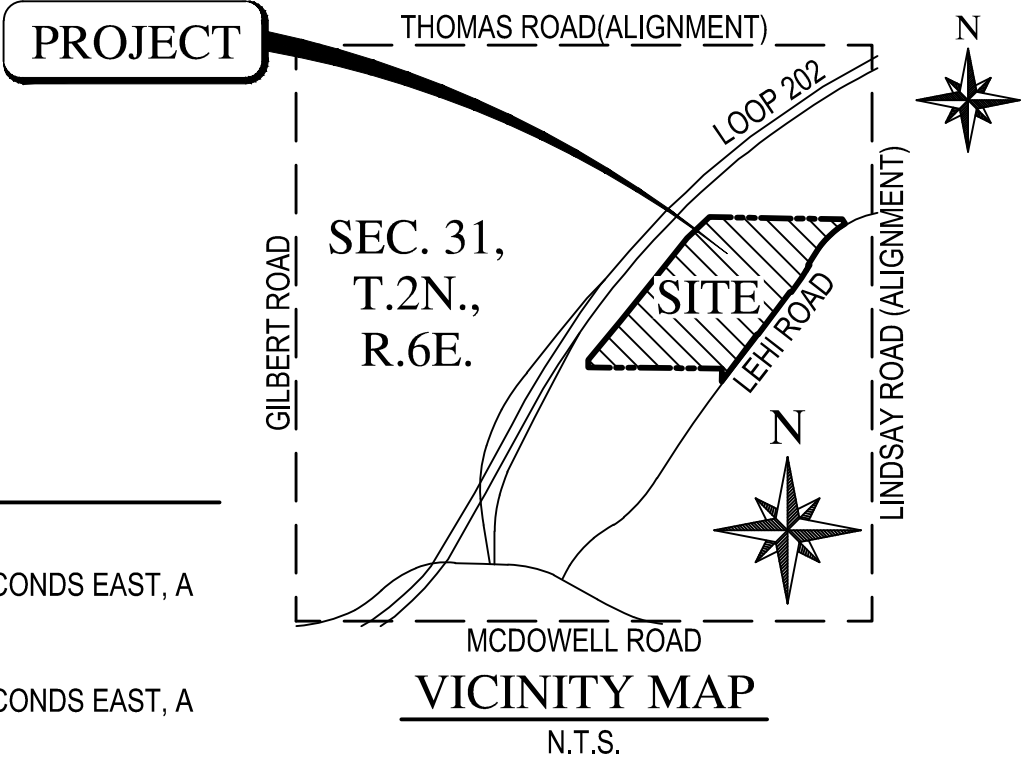 PROJECT
THOMAS ROAD(ALIGNMENT)
N
LOOP 202
SEC. 31,
T.2N.,
R.6E.
GILBERT ROAD
SITE
LEHI ROAD
LINDSAY ROAD (ALIGNMENT)
N
CONDS EAST, A
MCDOWELL ROAD
VICINITY MAP
CONDS EAST, A
N.T.S.